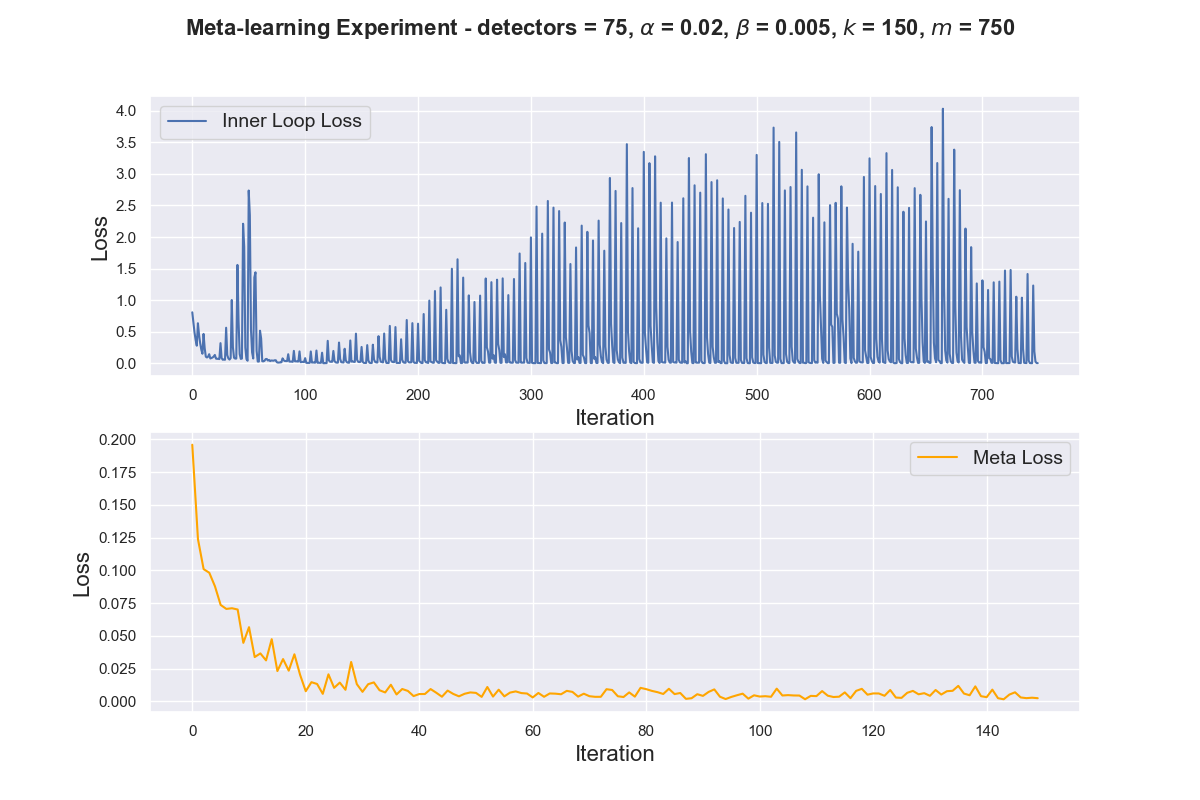 Meta-learning Experiment - detectors = 75, α = 0.02, β = 0.005, k = 150, m = 750
Inner Loop Loss
4.0
3.5
3.0
2.5
2.0
1.5
1.0
0.5
0.0
Loss
0 100 200 300 400 500 600 700
Iteration
Meta Loss
0.200
0.175
0.150
0.125
0.100
0.075
0.050
0.025
0.000
Loss
0 20 40 60 80 100 120 140
Iteration